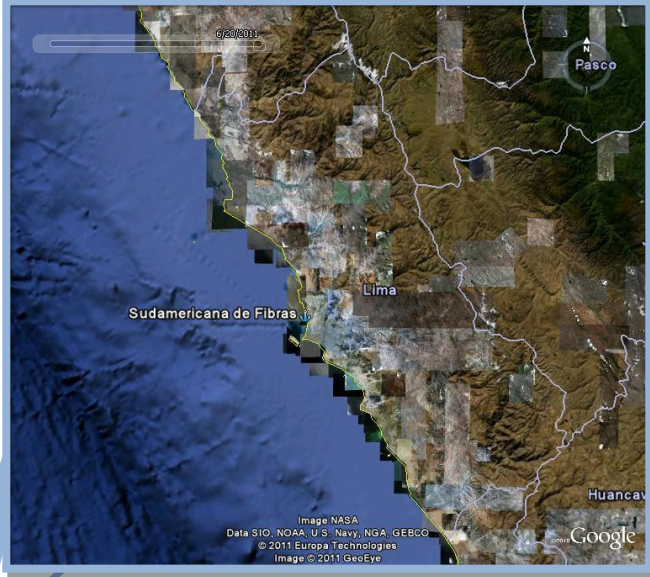 6/20/2011
N
Pasco
Lima
Sudamericana de Fibras
Huancav
Image NASA
Data SIO, NOAA, U.S. Navy, NGA, GEBCO
© 2011 Europa Technologies
Image © 2011 GeoEye
©2010 Google